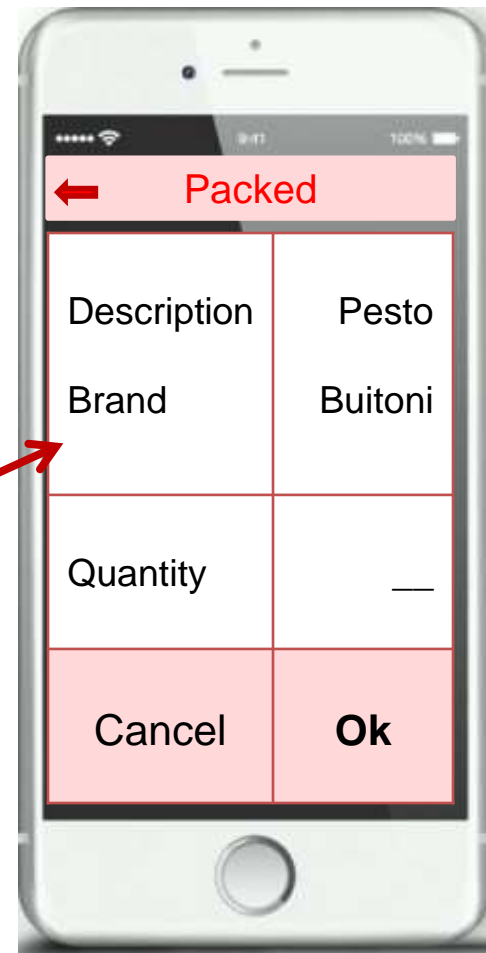 9:41 100%
Packed
Description Pesto
Brand Buitoni
Quantity __
Cancel Ok